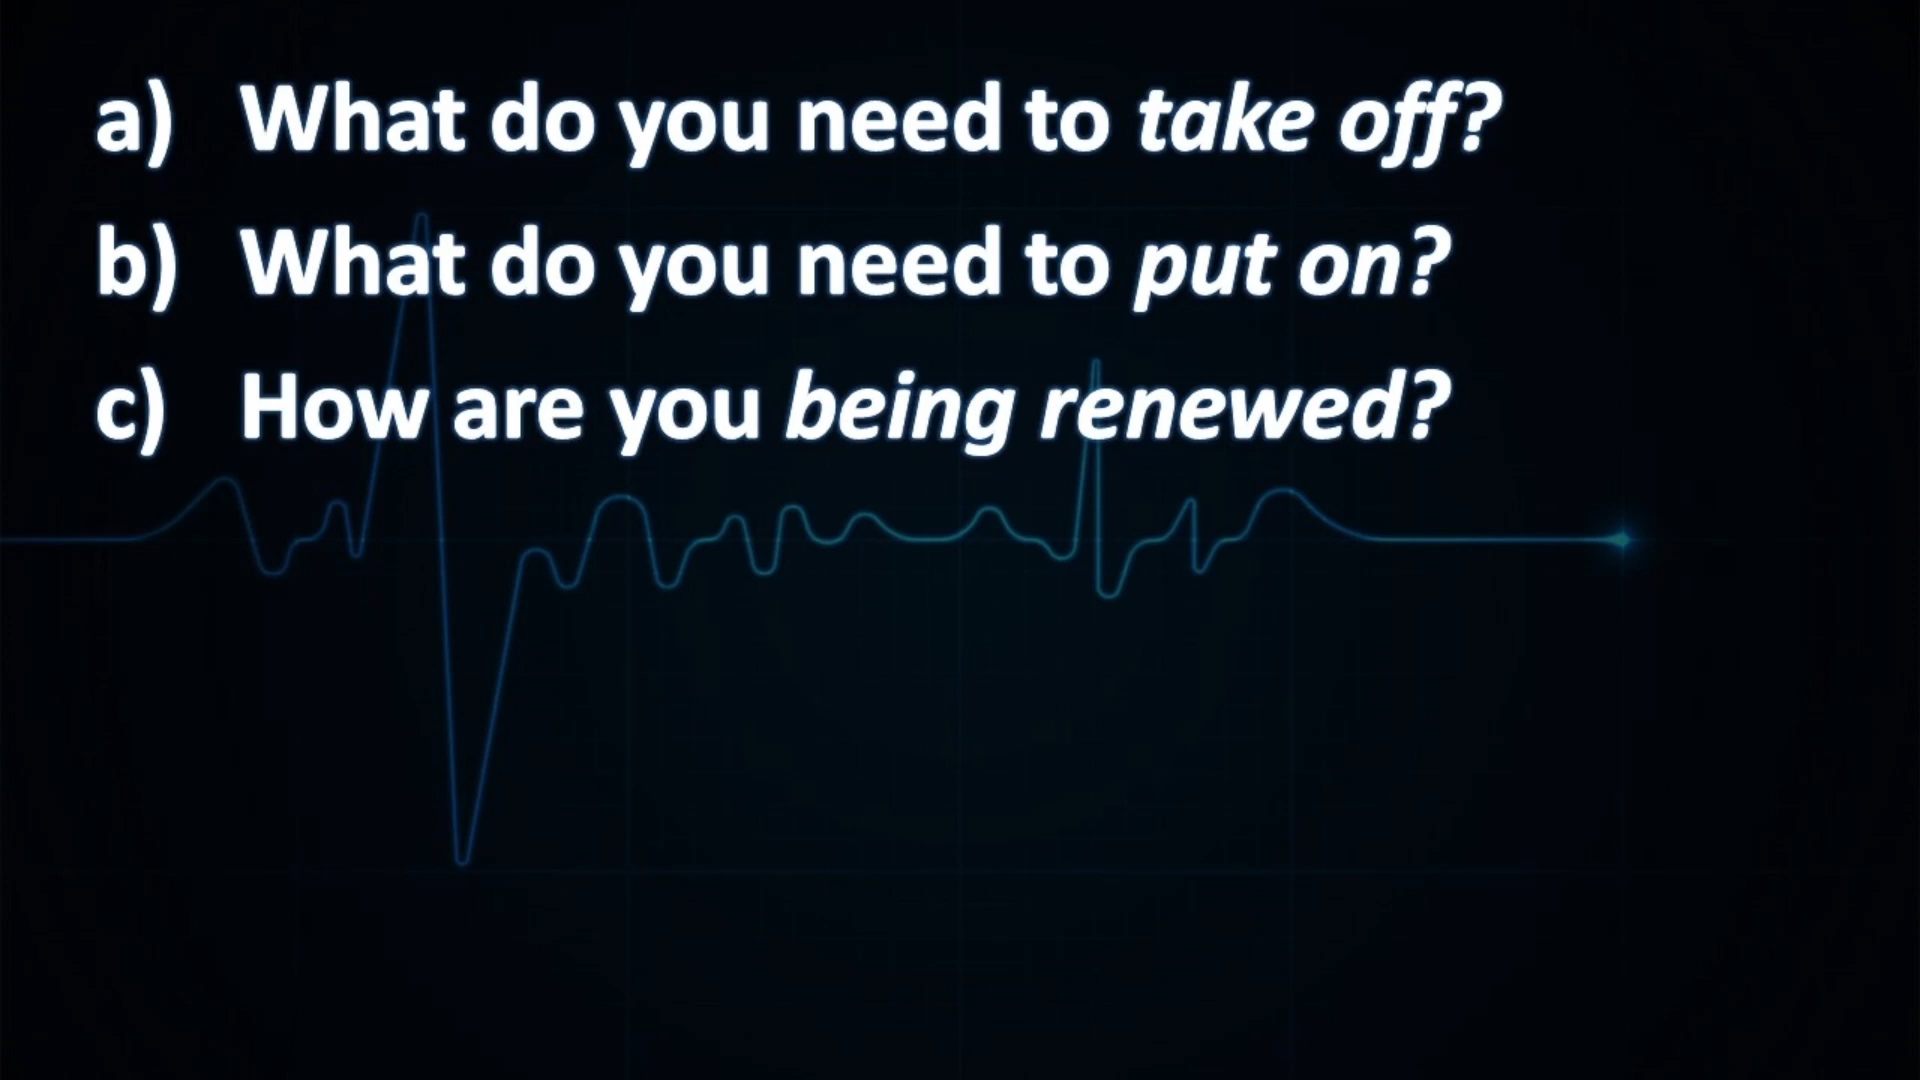 a) What do you need to take off?
b) What do you need to put on?
c) How are you being renewed?